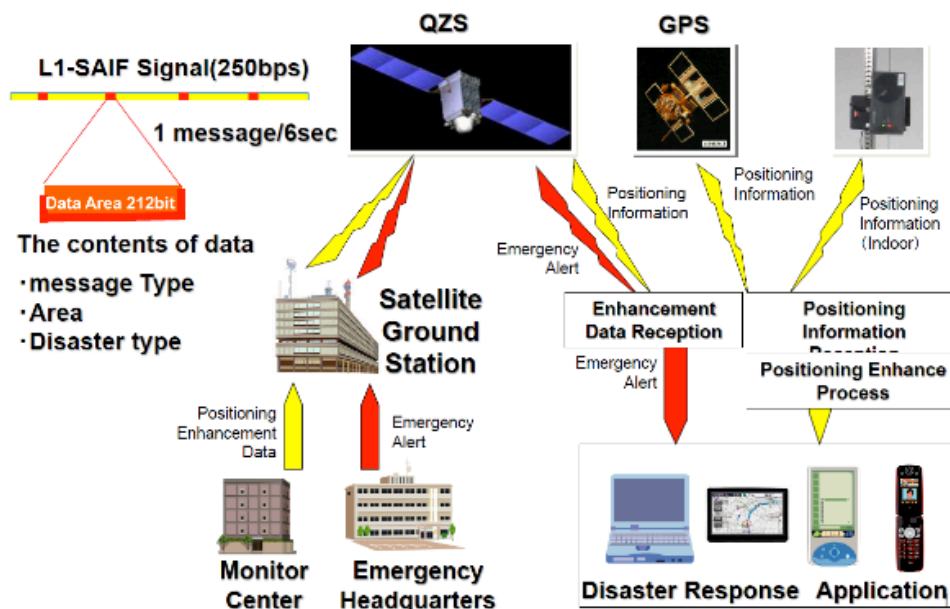 QZS
GPS
L1-SAIF Signal(250bps)
1 message/6sec
Data Area 212bit
The contents of data
・message Type
・Area
・Disaster type
Positioning
Information
Positioning
Information
Positioning
Information
(Indoor)
Emergency
Alert
Satellite
Ground
Station
Enhancement
Data Reception
Positioning
Information
Reception
Emergency
Alert
Positioning Enhance
Process
Positioning
Enhancement
Data
Emergency
Alert
Monitor
Center
Emergency
Headquarters
Disaster Response
Application